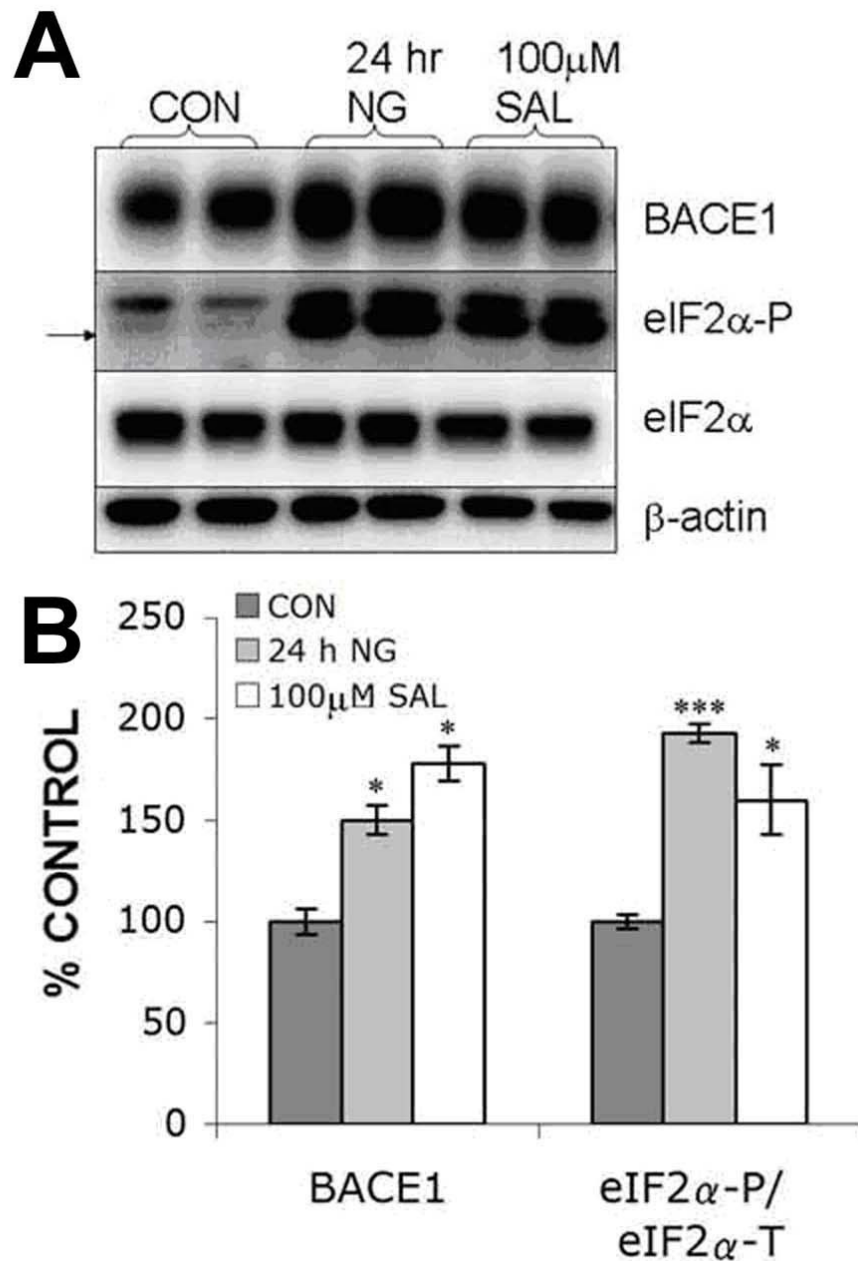 A
24 hr 100μM
CON NG SAL
BACE1
eIF2α-P
eIF2α
β-actin
B
250
200
150
100
50
0
% CONTROL
CON
24 h NG
100μM SAL
*
*
***
*
BACE1
eIF2α-P/
eIF2α-T